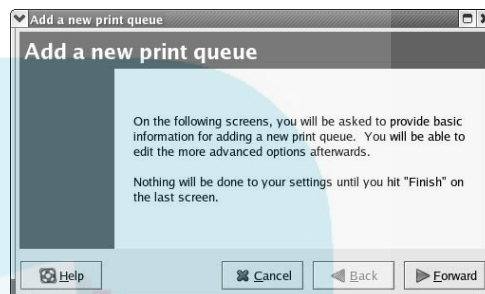 Add a new print queue
Add a new print queue
On the following screens, you will be asked to provide basic
information for adding a new print queue. You will be able to
edit the more advanced options afterwards.
Nothing will be done to your settings until you hit "Finish" on
the last screen.
Help
Cancel
Back
Forward